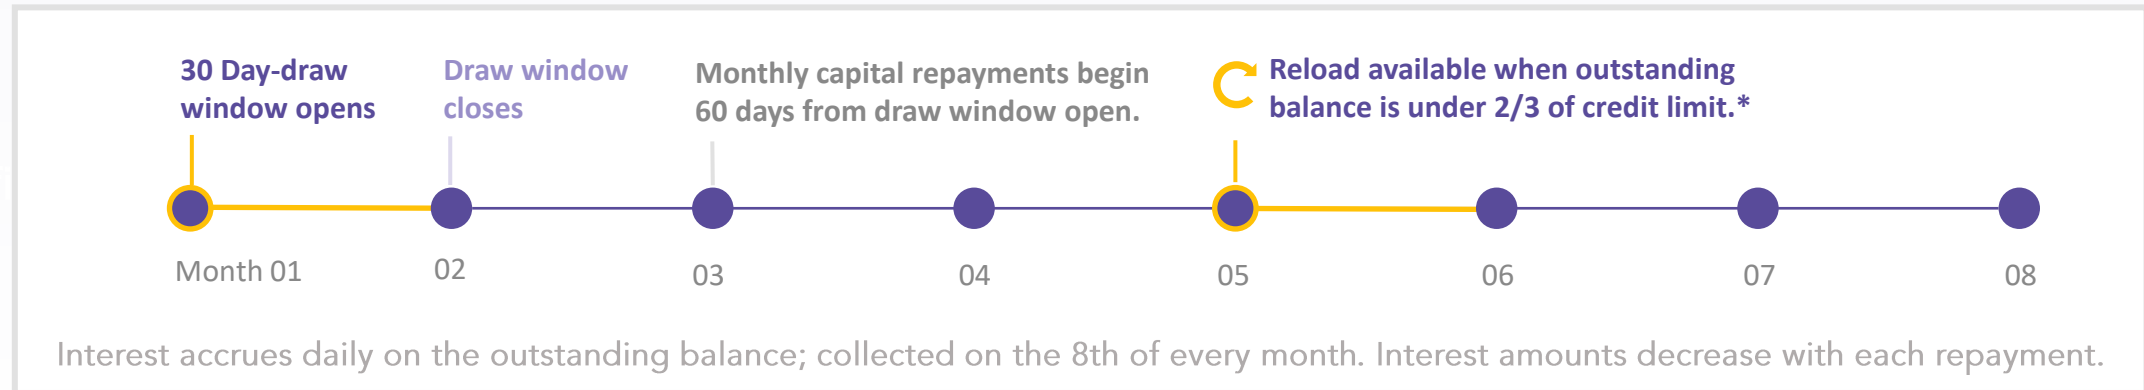 30 Day-draw
window opens
Draw window
closes
Monthly capital repayments begin
60 days from draw window open.
Reload available when outstanding
balance is under 2/3 of credit limit.*
Month 01
02
03
04
05
06
07
08
Interest accrues daily on the outstanding balance; collected on the 8th of every month. Interest amounts decrease with each repayment.